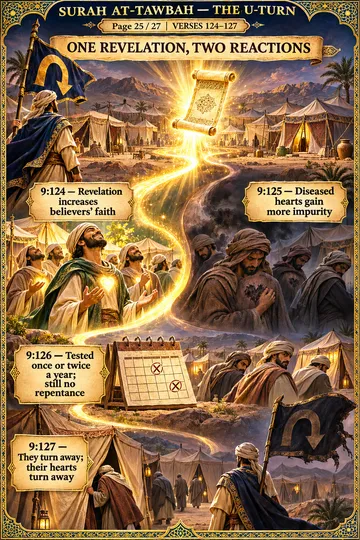 SURAH AT-TAWBAH — THE U-TURN
Page 25 / 27 | VERSES 124–127
ONE REVELATION, TWO REACTIONS
9:124 — Revelation
increases
believers' faith
9:125 — Diseased
hearts gain
more impurity
9:126 — Tested
once or twice
a year;
still no
repentance
9:127 —
They turn away;
their hearts
turn away